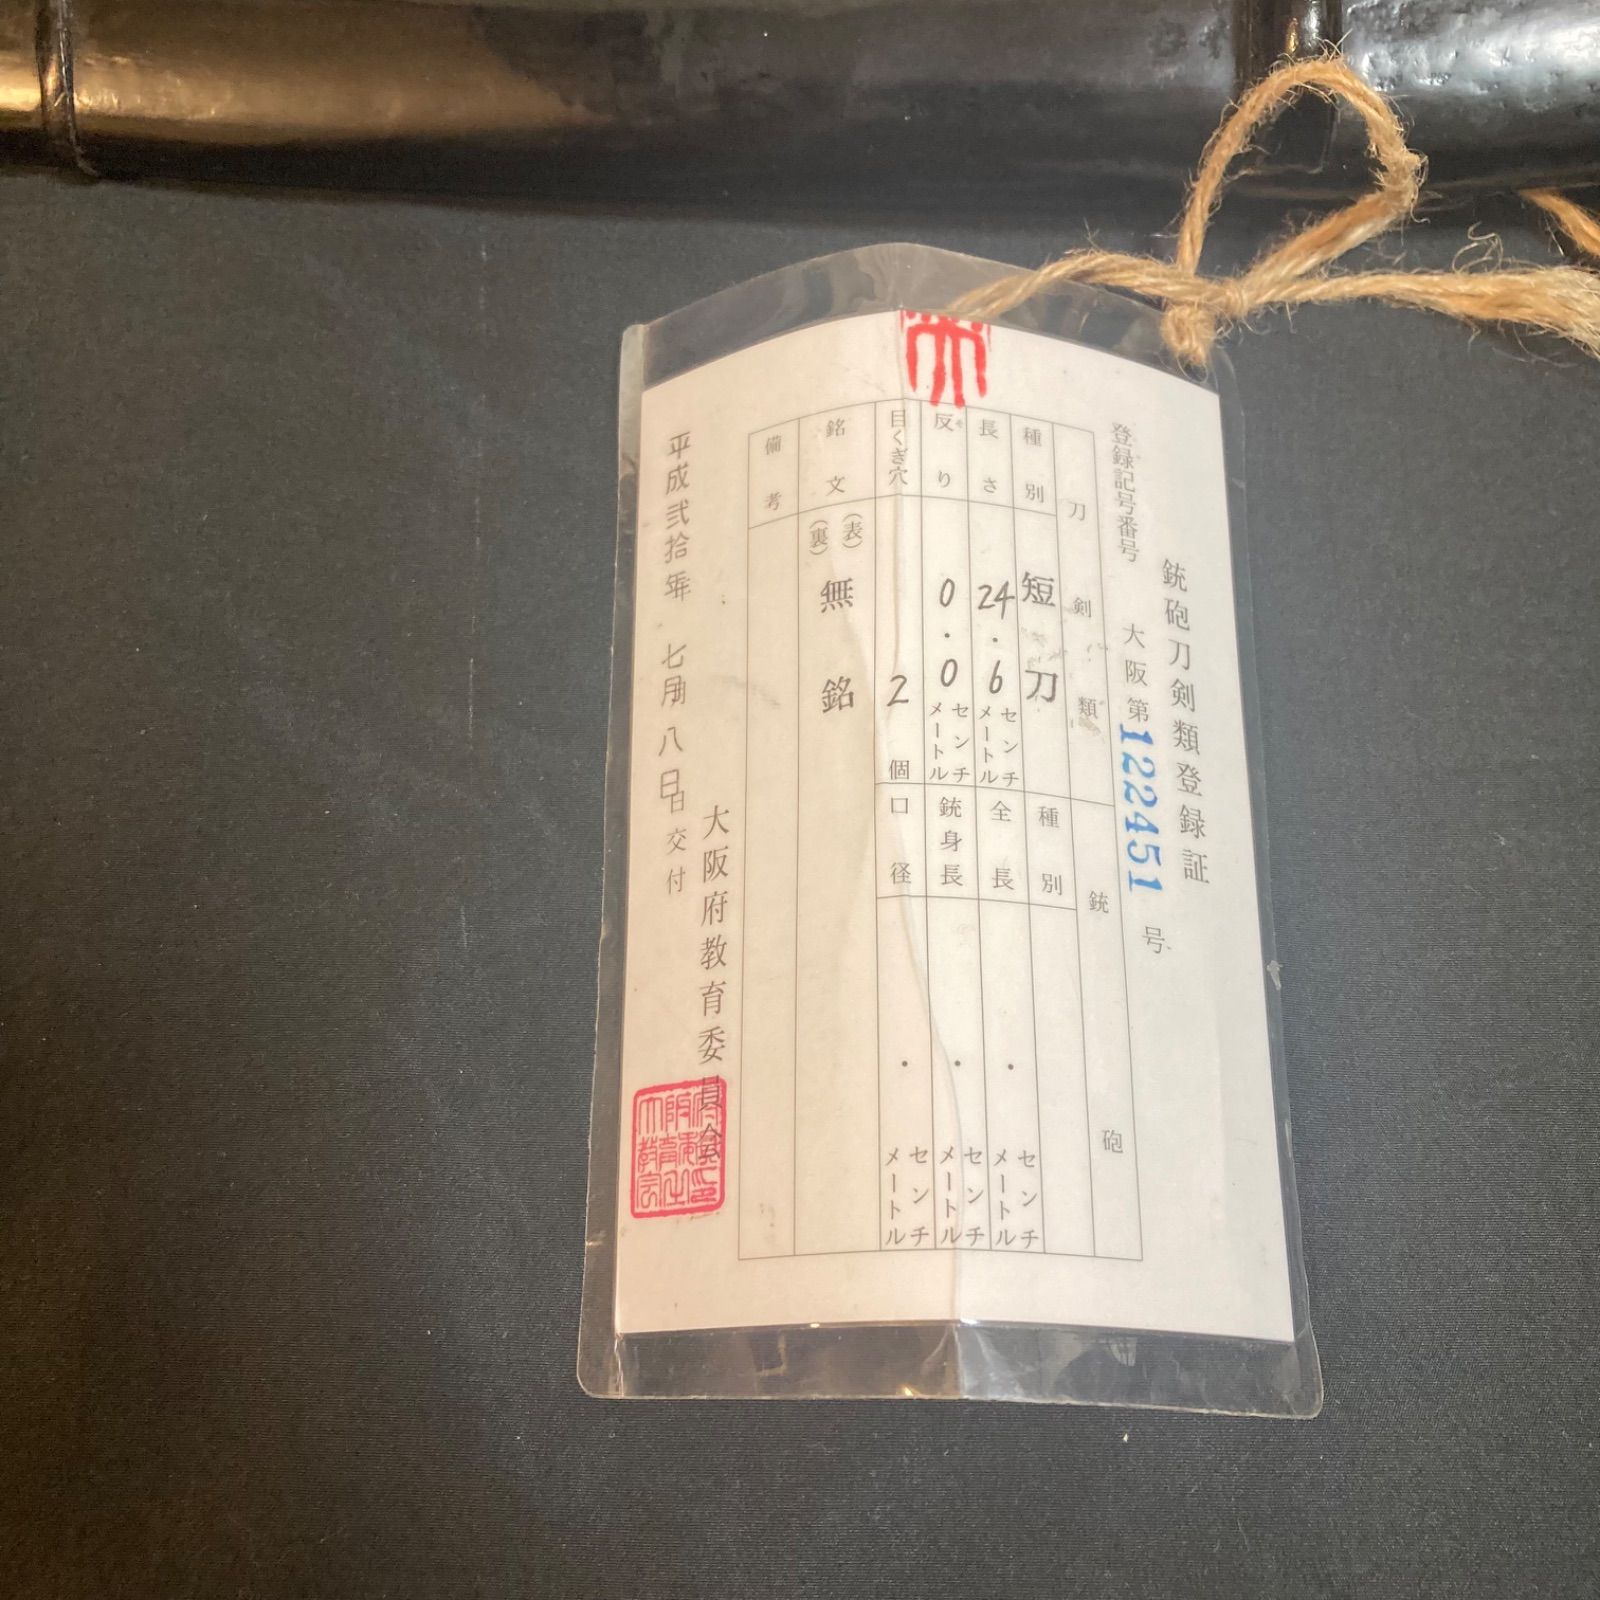 銃砲刀剣類登録証
登録記号番号 大阪第122451号
刀剣類
種別 短刀
長さ 24.6 センチメートル
反り 0.0 センチメートル
目くぎ穴 2 個
銘文 (表) 無銘
(裏)
備考
銃砲
種別
全長 ・ センチメートル
銃身長 ・ センチメートル
口径 ・ センチメートル
平成弐拾年 七月 八日交付
大阪府教育委員会